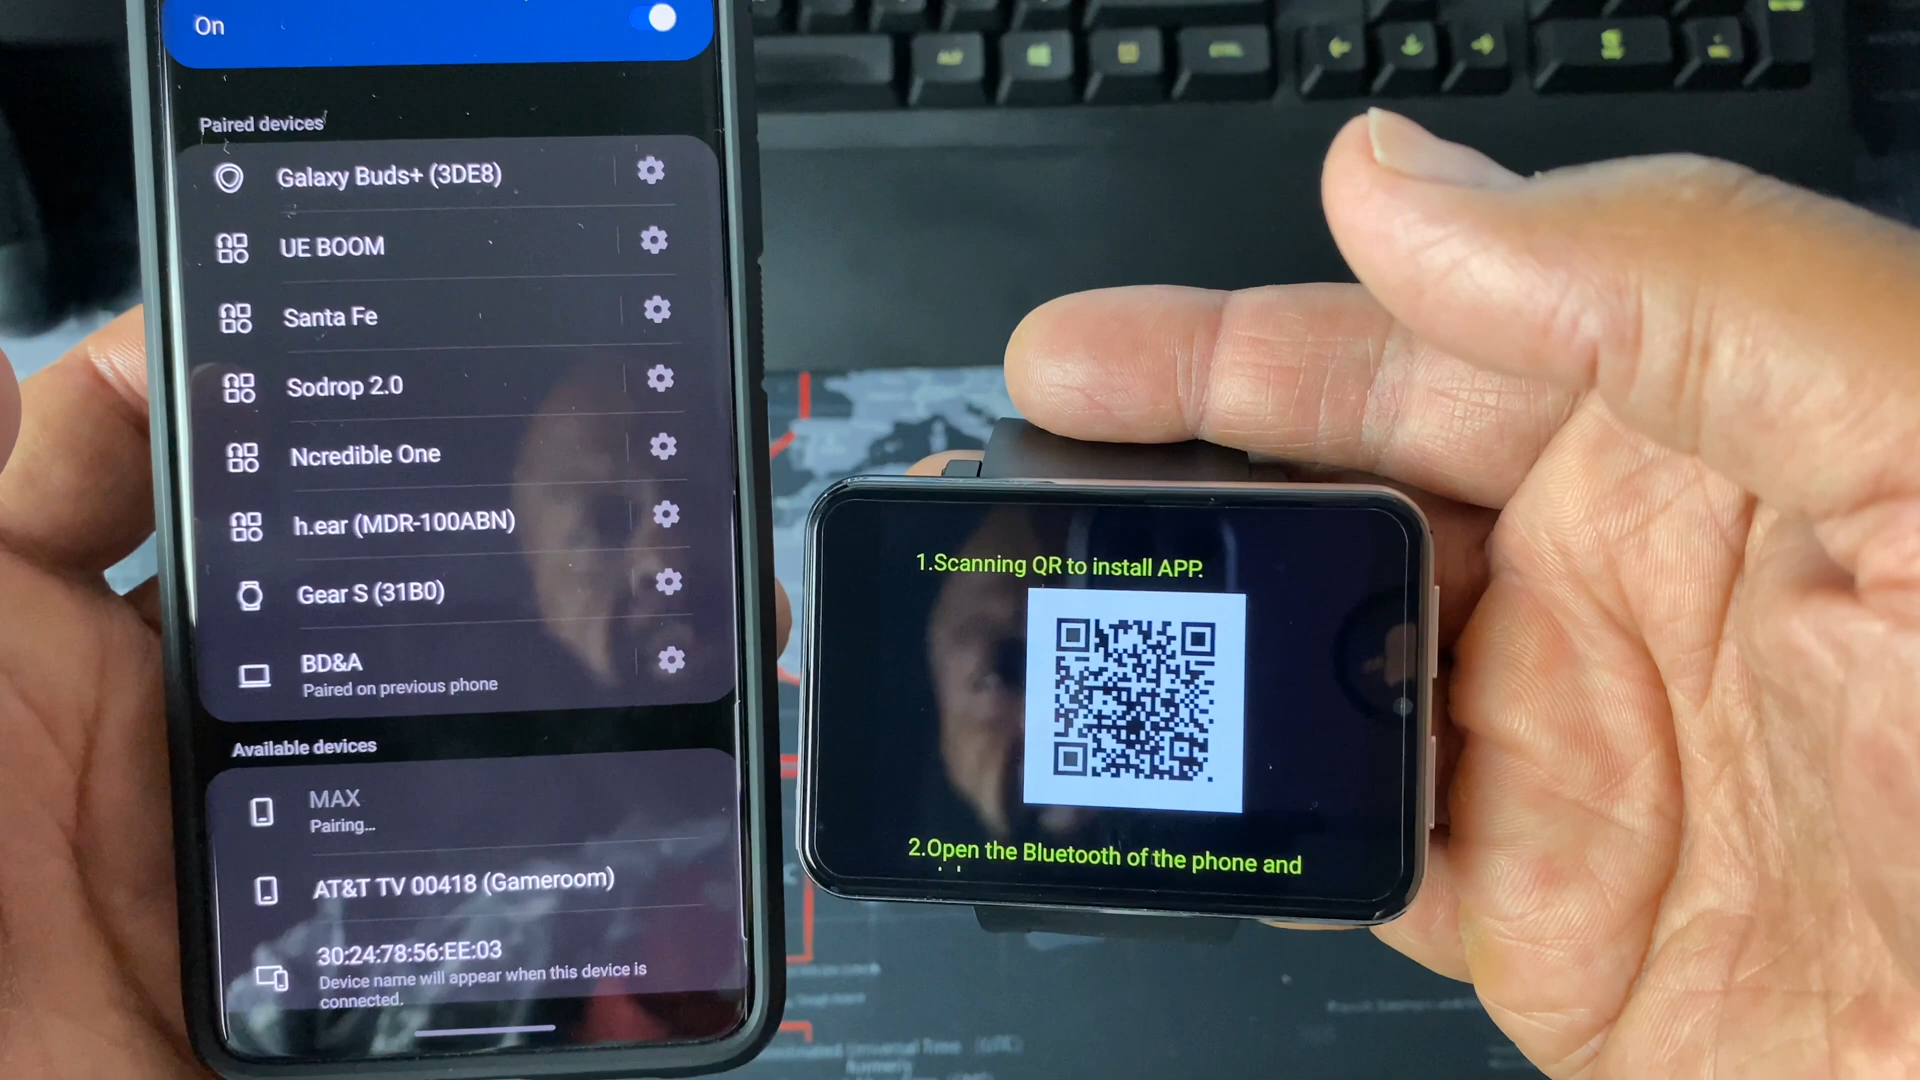 On
Paired devices
Galaxy Buds+ (3DE8)
UE BOOM
Santa Fe
Sodrop 2.0
Ncredible One
h.ear (MDR-100ABN)
Gear S (31B0)
BD&A
Paired on previous phone
Available devices
MAX
Pairing...
AT&T TV 00418 (Gameroom)
30:24:78:56:EE:03
Device name will appear when this device is
connected.
1.Scanning QR to install APP.
2.Open the Bluetooth of the phone and